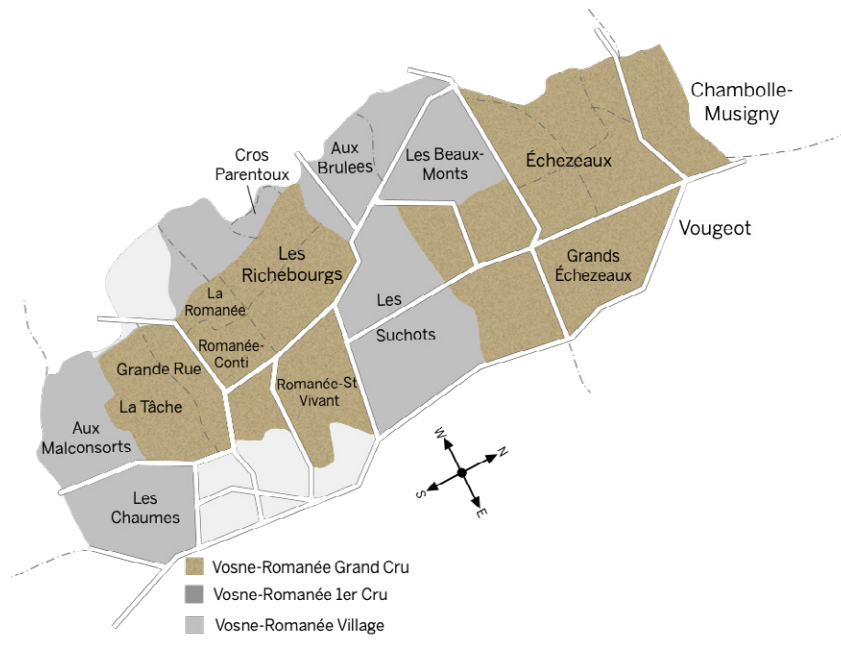 Chambolle-
Musigny
Cros
Parentoux
Aux
Brulees
Les Beaux-
Monts
Échezeaux
Vougeot
Les
Richebourgs
Grands
Échezeaux
La
Romanée
Les
Suchots
Romanée-
Conti
Grande Rue
Romanée-St
Vivant
La Tâche
Aux
Malconsorts
W
N
S
E
Les
Chaumes
Vosne-Romanée Grand Cru
Vosne-Romanée 1er Cru
Vosne-Romanée Village